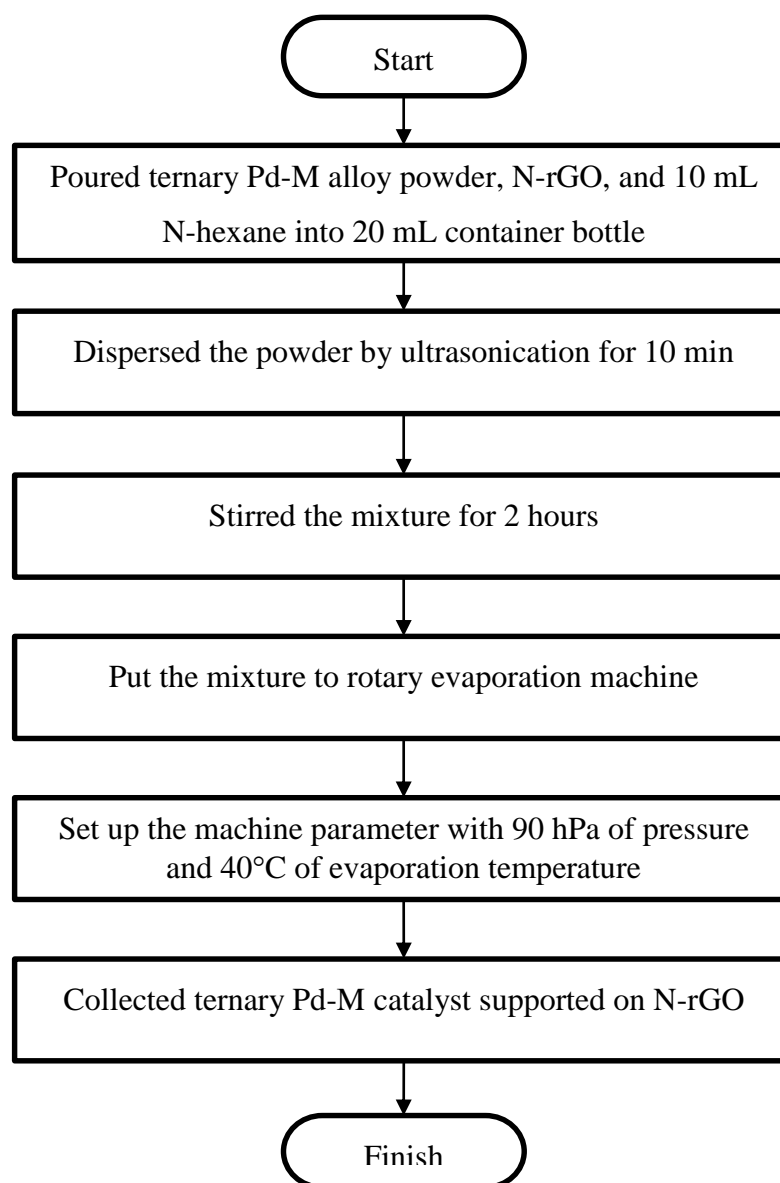 Start
Poured ternary Pd-M alloy powder, N-rGO, and 10 mL
N-hexane into 20 mL container bottle
Dispersed the powder by ultrasonication for 10 min
Stirred the mixture for 2 hours
Put the mixture to rotary evaporation machine
Set up the machine parameter with 90 hPa of pressure
and 40°C of evaporation temperature
Collected ternary Pd-M catalyst supported on N-rGO
Finish